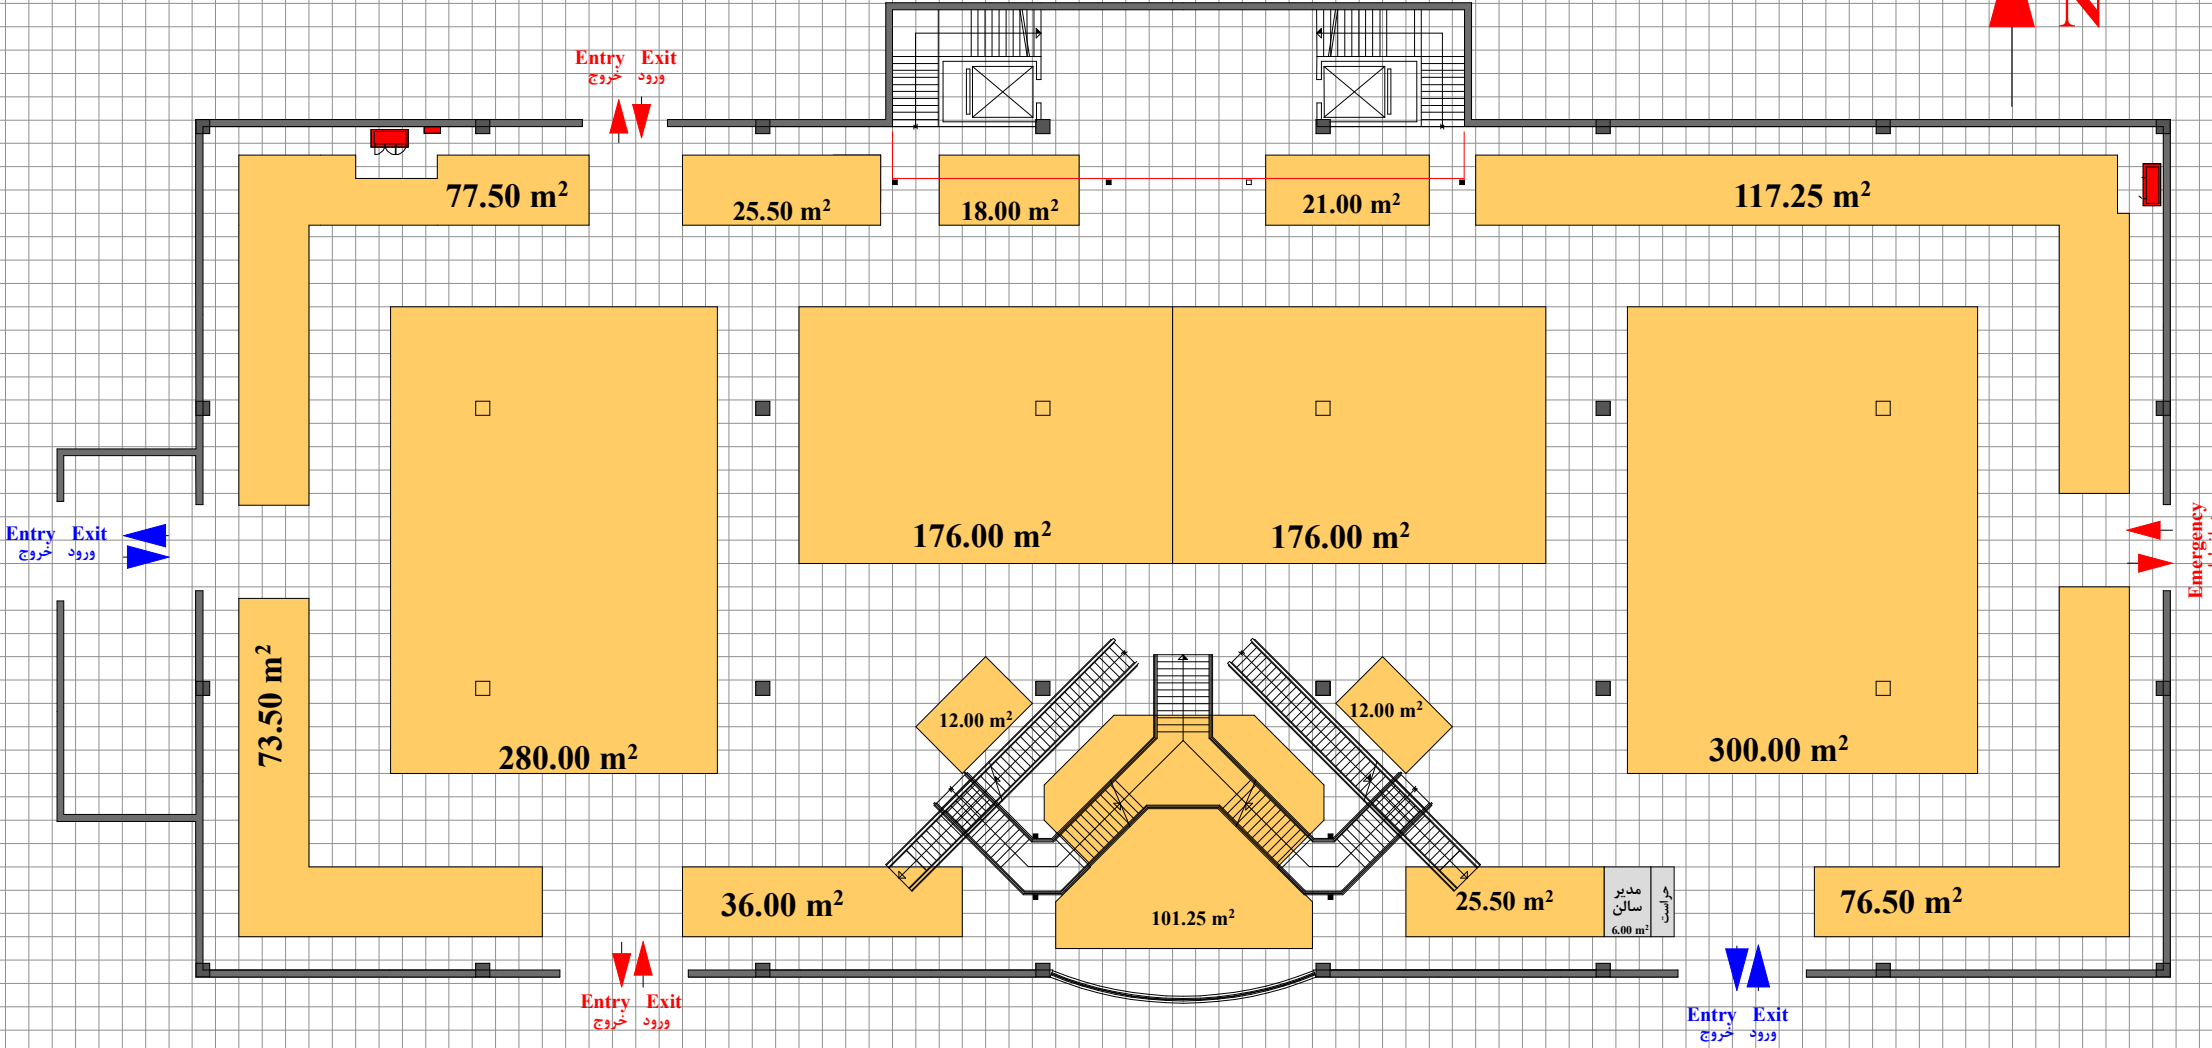 N
Entry Exit
خروج ورود
77.50 m²
25.50 m²
18.00 m²
21.00 m²
117.25 m²
176.00 m²
176.00 m²
Entry Exit
خروج ورود
Emergency
73.50 m²
280.00 m²
12.00 m²
12.00 m²
300.00 m²
36.00 m²
101.25 m²
25.50 m²
مدیر
سالن
6.00 m²
حراست
76.50 m²
Entry Exit
خروج ورود
Entry Exit
خروج ورود